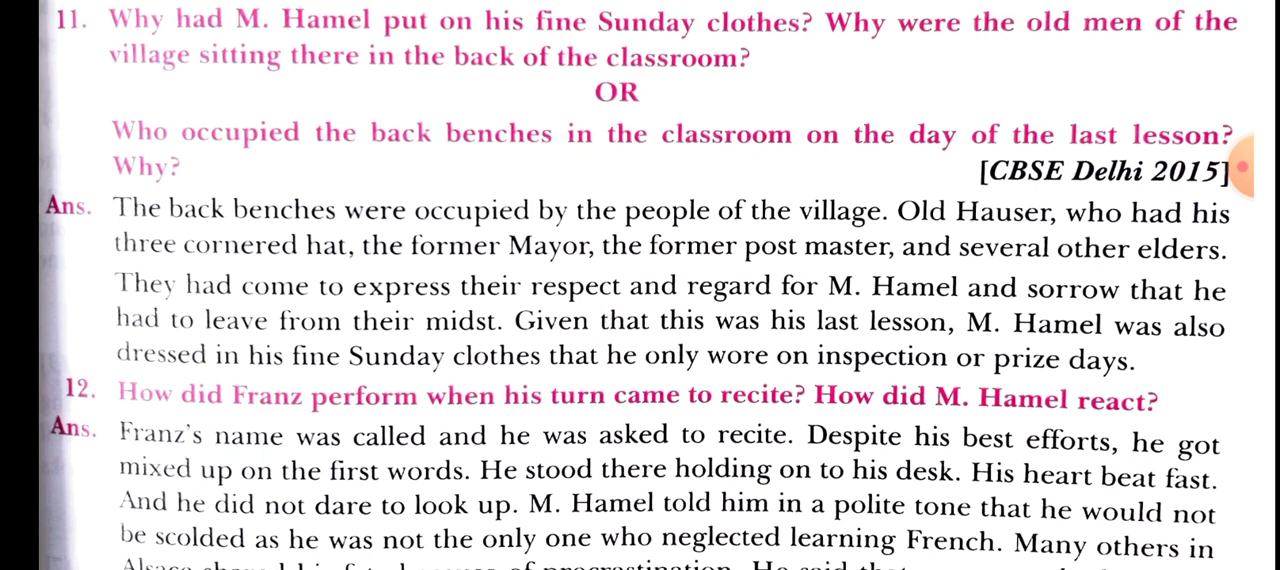 11. Why had M. Hamel put on his fine Sunday clothes? Why were the old men of the
village sitting there in the back of the classroom?
OR
Who occupied the back benches in the classroom on the day of the last lesson?
Why? [CBSE Delhi 2015]
Ans. The back benches were occupied by the people of the village. Old Hauser, who had his
three cornered hat, the former Mayor, the former post master, and several other elders.
They had come to express their respect and regard for M. Hamel and sorrow that he
had to leave from their midst. Given that this was his last lesson, M. Hamel was also
dressed in his fine Sunday clothes that he only wore on inspection or prize days.
12. How did Franz perform when his turn came to recite? How did M. Hamel react?
Ans. Franz's name was called and he was asked to recite. Despite his best efforts, he got
mixed up on the first words. He stood there holding on to his desk. His heart beat fast.
And he did not dare to look up. M. Hamel told him in a polite tone that he would not
be scolded as he was not the only one who neglected learning French. Many others in
Alsace of procrastination. He said that